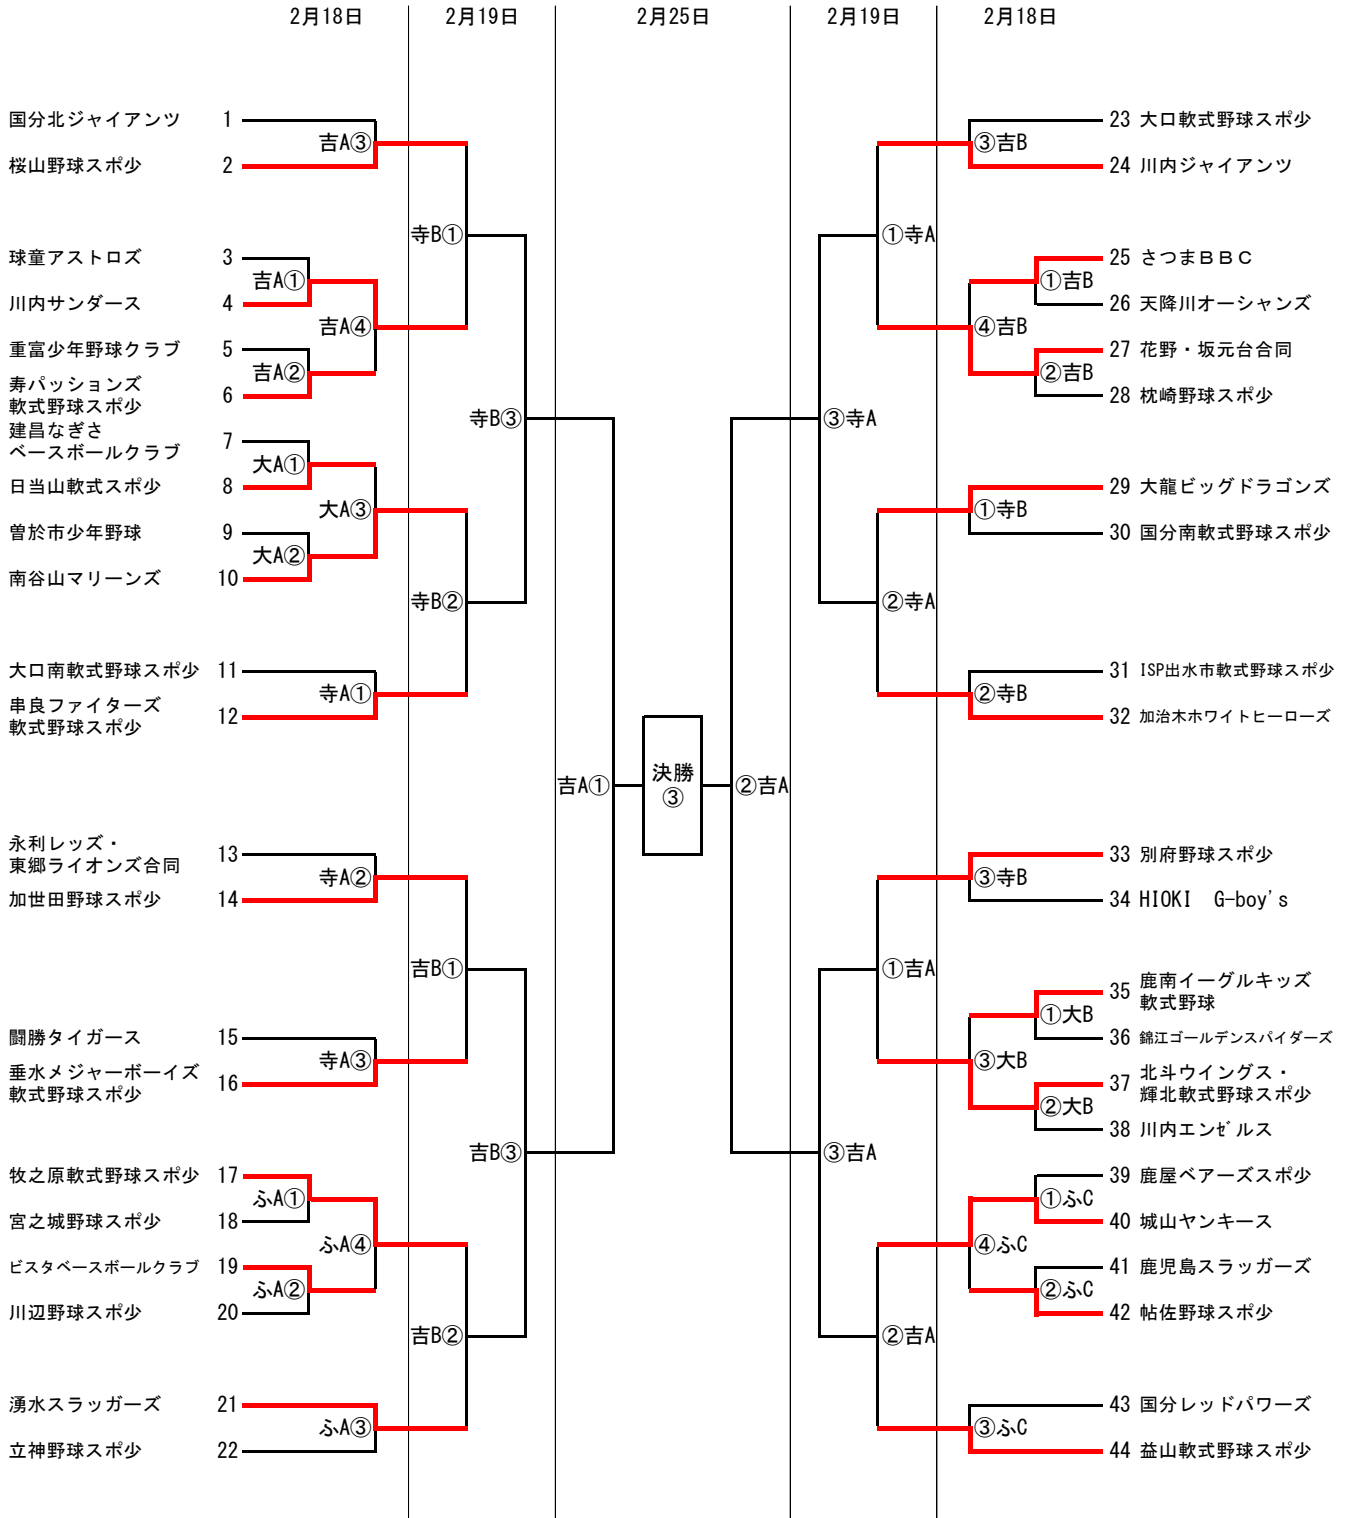 2月18日 2月19日 2月25日 2月19日 2月18日
国分北ジャイアンツ 1
吉A③
桜山野球スポ少 2
寺B①
球童アストロズ 3
吉A①
川内サンダース 4
吉A④
重富少年野球クラブ 5
吉A②
寿パッションズ
軟式野球スポ少 6
寺B③
建昌なぎさ
ベースボールクラブ 7
大A①
日当山軟式スポ少 8
大A③
曽於市少年野球 9
大A②
南谷山マリーンズ 10
寺B②
大口南軟式野球スポ少 11
寺A①
串良ファイターズ
軟式野球スポ少 12
吉A①
永利レッズ・
東郷ライオンズ合同 13
寺A②
加世田野球スポ少 14
吉B①
闘勝タイガース 15
寺A③
垂水メジャーボーイズ
軟式野球スポ少 16
吉B③
牧之原軟式野球スポ少 17
ふA①
宮之城野球スポ少 18
ふA④
ビスタベースボールクラブ 19
ふA②
川辺野球スポ少 20
吉B②
湧水スラッガーズ 21
ふA③
立神野球スポ少 22
決勝
③
②吉A
23 大口軟式野球スポ少
③吉B
24 川内ジャイアンツ
①寺A
25 さつまBBC
①吉B
26 天降川オーシャンズ
④吉B
27 花野・坂元台合同
②吉B
28 枕崎野球スポ少
③寺A
29 大龍ビッグドラゴンズ
①寺B
30 国分南軟式野球スポ少
②寺A
31 ISP出水市軟式野球スポ少
②寺B
32 加治木ホワイトヒーローズ
33 別府野球スポ少
③寺B
34 HIOKI G-boy's
①吉A
35 鹿南イーグルキッズ
軟式野球
①大B
36 錦江ゴールデンスパイダーズ
③大B
37 北斗ウイングス・
輝北軟式野球スポ少
②大B
38 川内エンゼルス
③吉A
39 鹿屋ベアーズスポ少
①ふC
40 城山ヤンキース
④ふC
41 鹿児島スラッガーズ
②ふC
42 帖佐野球スポ少
②吉A
43 国分レッドパワーズ
③ふC
44 益山軟式野球スポ少